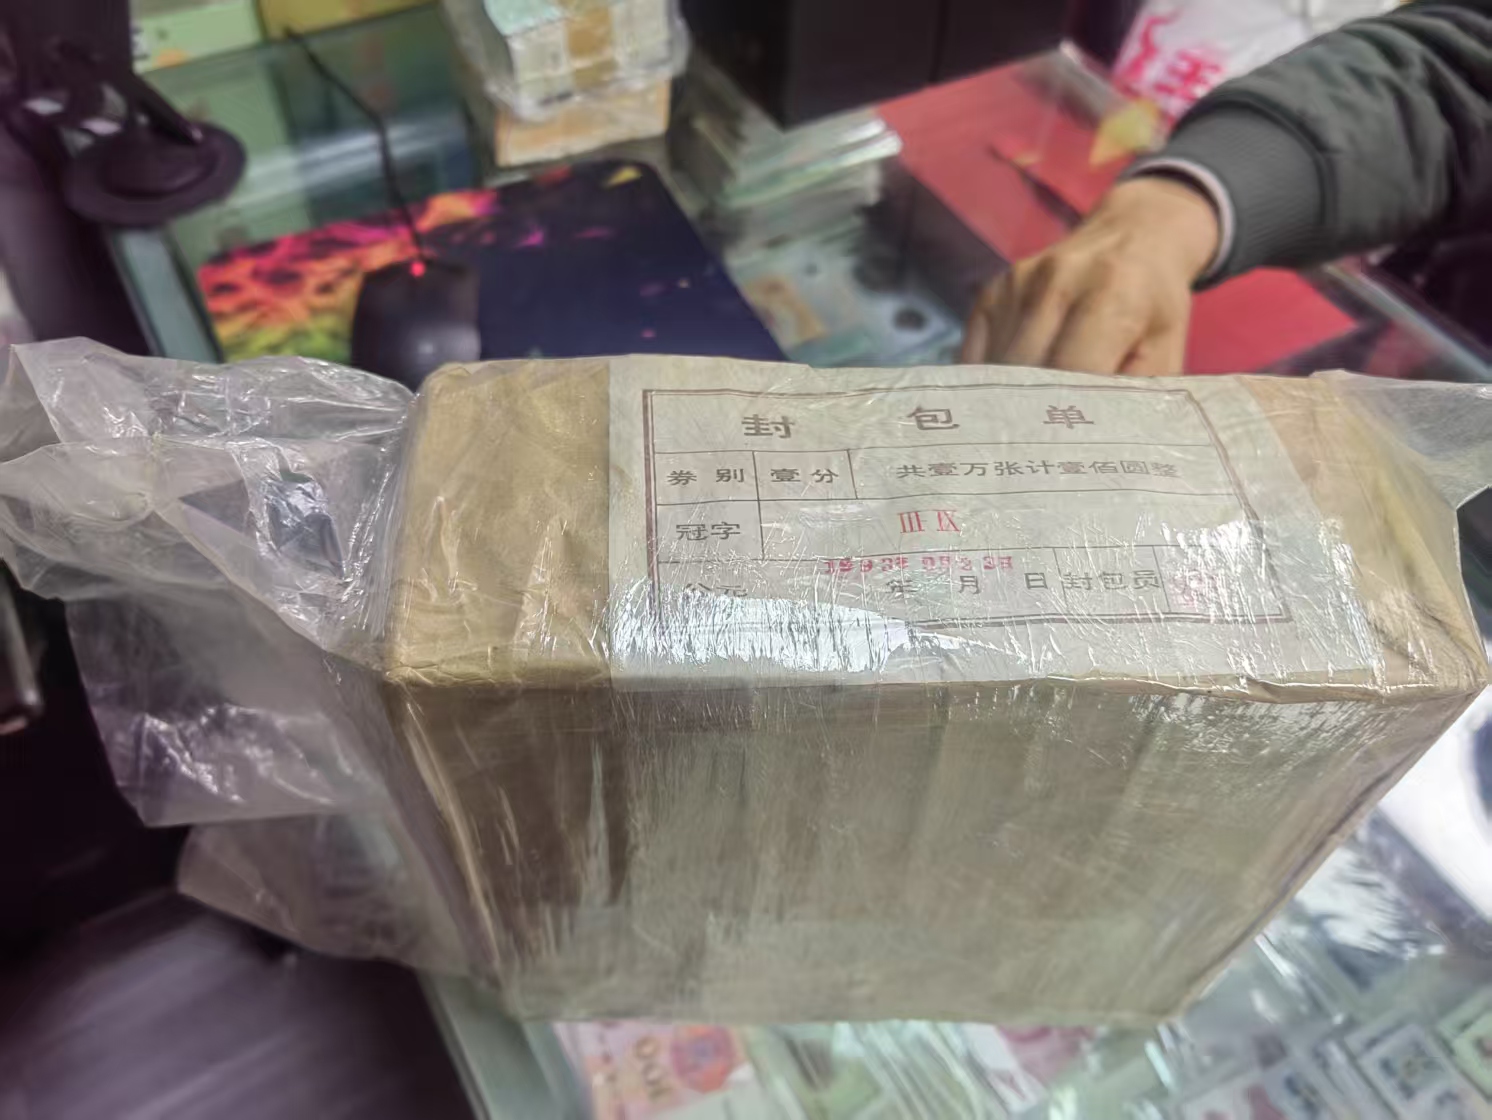 封 包 单
券别 壹分 共壹万张计壹佰圆整
冠字 Ⅲ Ⅸ
公元 年 月 日 封包员